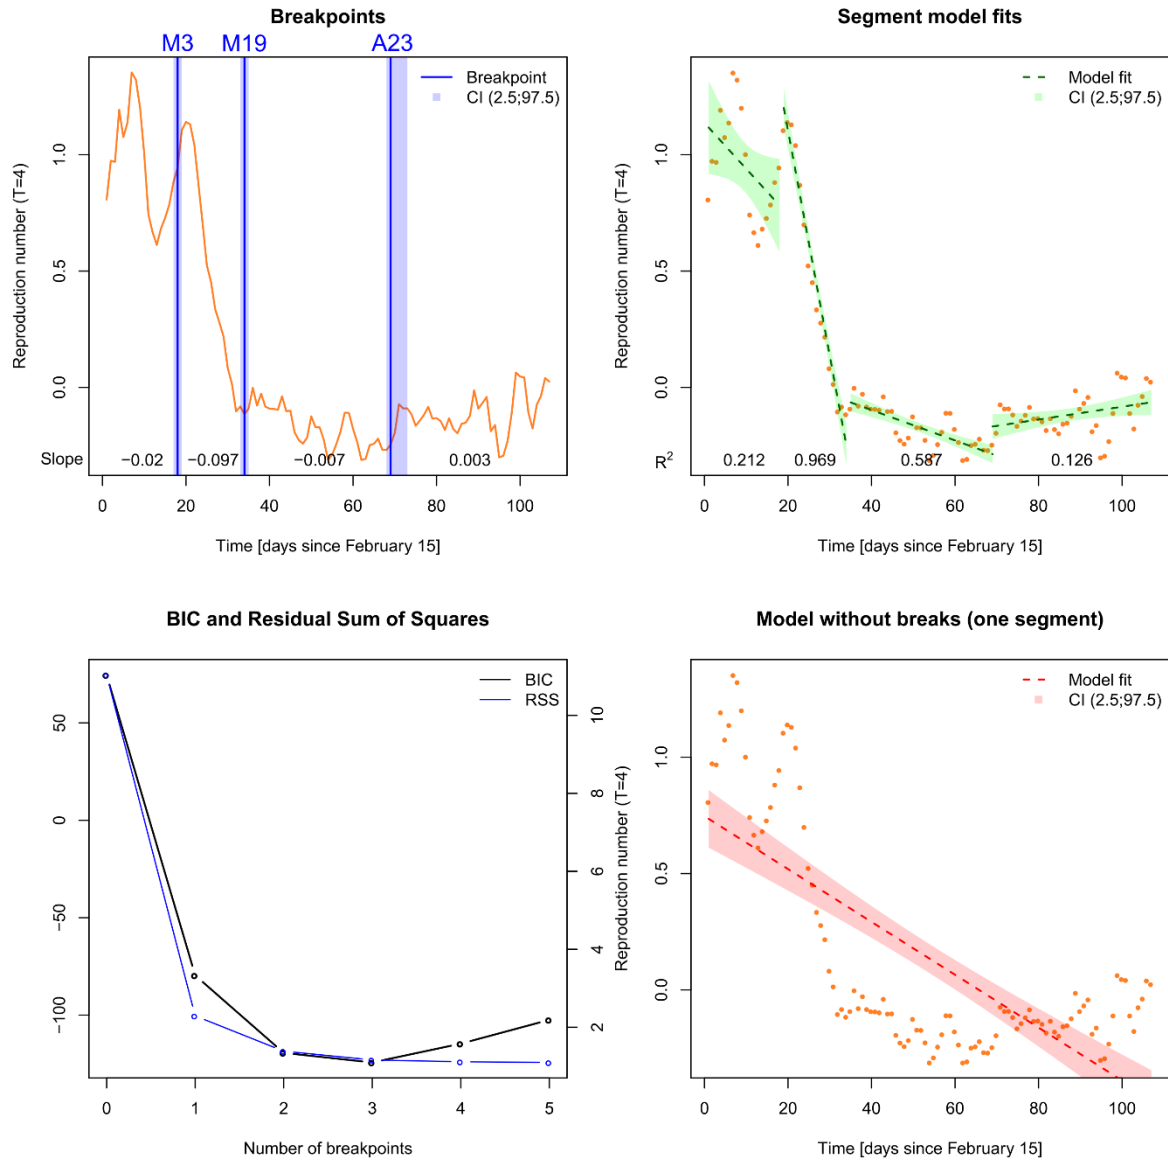 Breakpoints
M3 M19 A23
Breakpoint
CI (2.5;97.5)
Reproduction number (T=4)
1.0
0.5
0.0
Slope −0.02 −0.097 −0.007 0.003
0 20 40 60 80 100
Time [days since February 15]
Segment model fits
Model fit
CI (2.5;97.5)
Reproduction number (T=4)
1.0
0.5
0.0
R² 0.212 0.969 0.587 0.126
0 20 40 60 80 100
Time [days since February 15]
BIC and Residual Sum of Squares
BIC
RSS
50
0
−50
−100
10
8
6
4
2
Reproduction number (T=4)
0 1 2 3 4 5
Number of breakpoints
Model without breaks (one segment)
Model fit
CI (2.5;97.5)
Reproduction number (T=4)
1.0
0.5
0.0
0 20 40 60 80 100
Time [days since February 15]